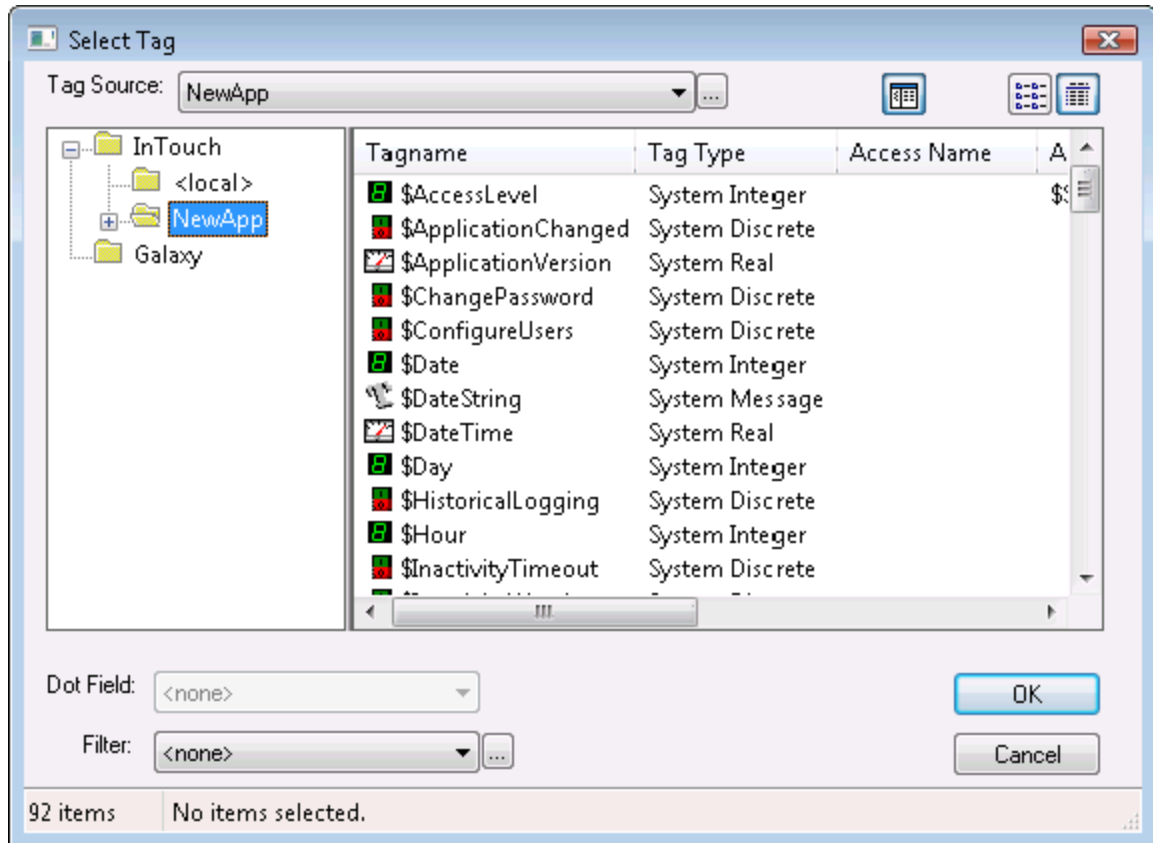 Select Tag
Tag Source: NewApp ...
InTouch
<local>
NewApp
Galaxy
Tagname Tag Type Access Name A
$AccessLevel System Integer
$ApplicationChanged System Discrete
$ApplicationVersion System Real
$ChangePassword System Discrete
$ConfigureUsers System Discrete
$Date System Integer
$DateString System Message
$DateTime System Real
$Day System Integer
$HistoricalLogging System Discrete
$Hour System Integer
$InactivityTimeout System Discrete
Dot Field: <none> OK
Filter: <none> ... Cancel
92 items No items selected.